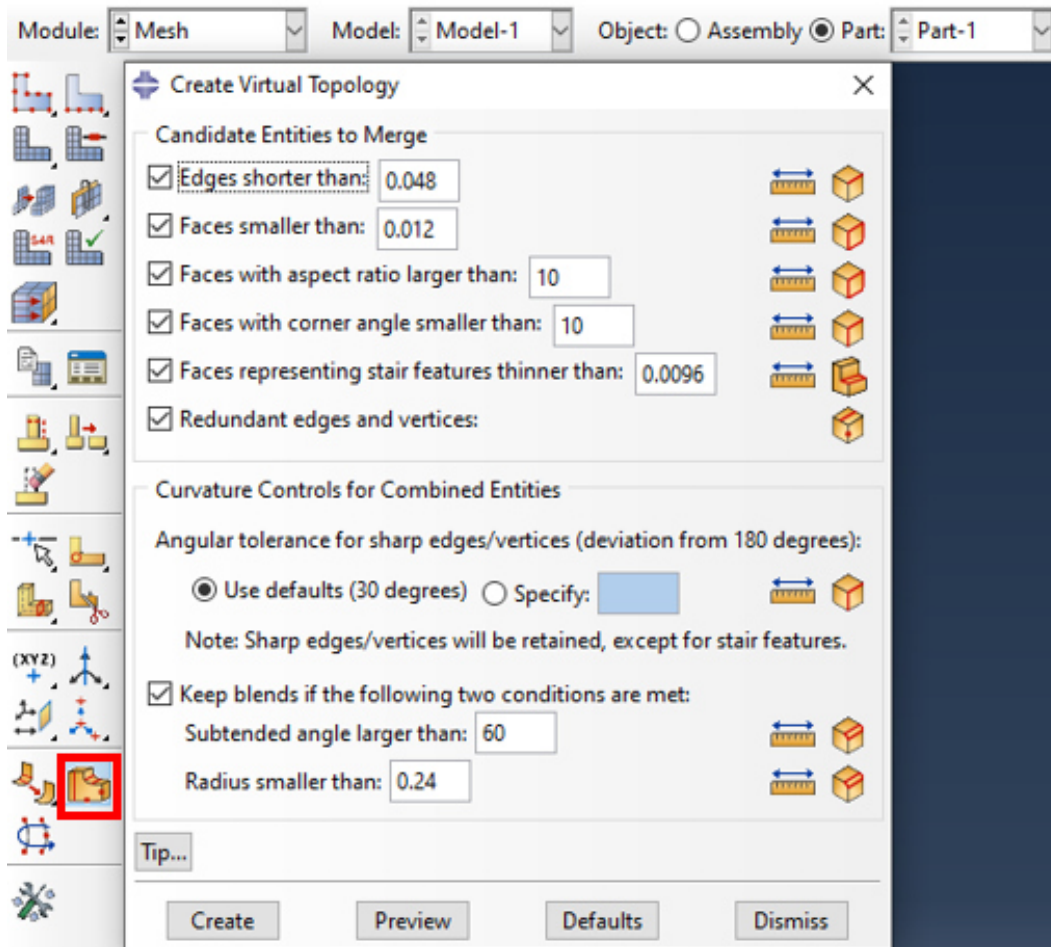 Module: Mesh Model: Model-1 Object: Assembly Part: Part-1
Create Virtual Topology
Candidate Entities to Merge
Edges shorter than: 0.048
Faces smaller than: 0.012
Faces with aspect ratio larger than: 10
Faces with corner angle smaller than: 10
Faces representing stair features thinner than: 0.0096
Redundant edges and vertices:
Curvature Controls for Combined Entities
Angular tolerance for sharp edges/vertices (deviation from 180 degrees):
Use defaults (30 degrees) Specify:
Note: Sharp edges/vertices will be retained, except for stair features.
Keep blends if the following two conditions are met:
Subtended angle larger than: 60
Radius smaller than: 0.24
Tip...
Create Preview Defaults Dismiss
S4R
(XYZ)